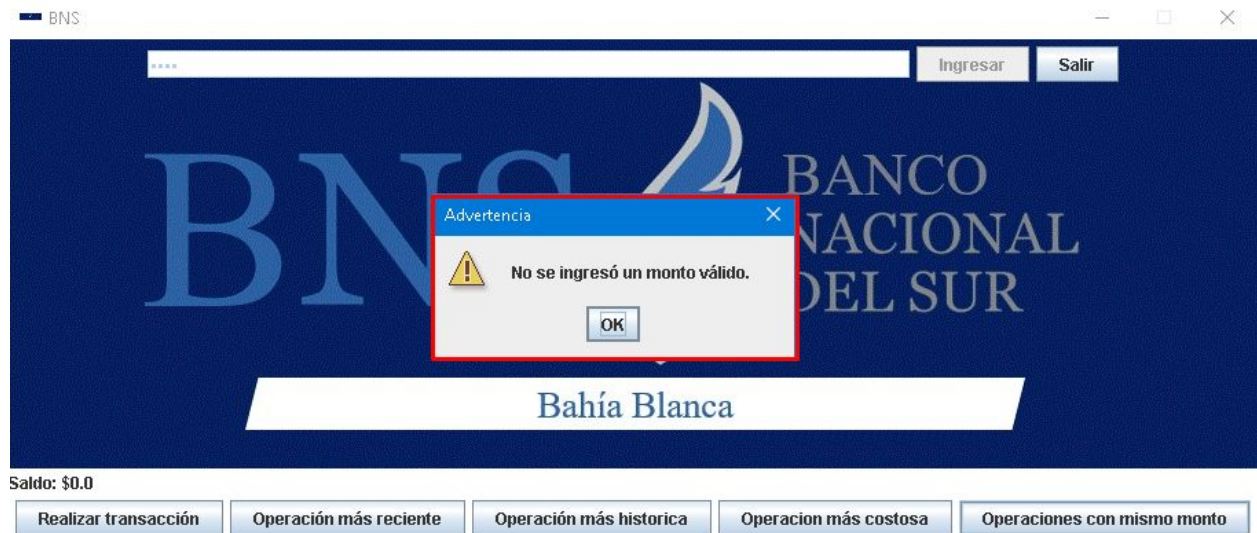 BNS
Ingresar
Salir
BNS
BANCO
NACIONAL
DEL SUR
Advertencia
No se ingresó un monto válido.
OK
Bahía Blanca
Saldo: $0.0
Realizar transacción
Operación más reciente
Operación más historica
Operacion más costosa
Operaciones con mismo monto